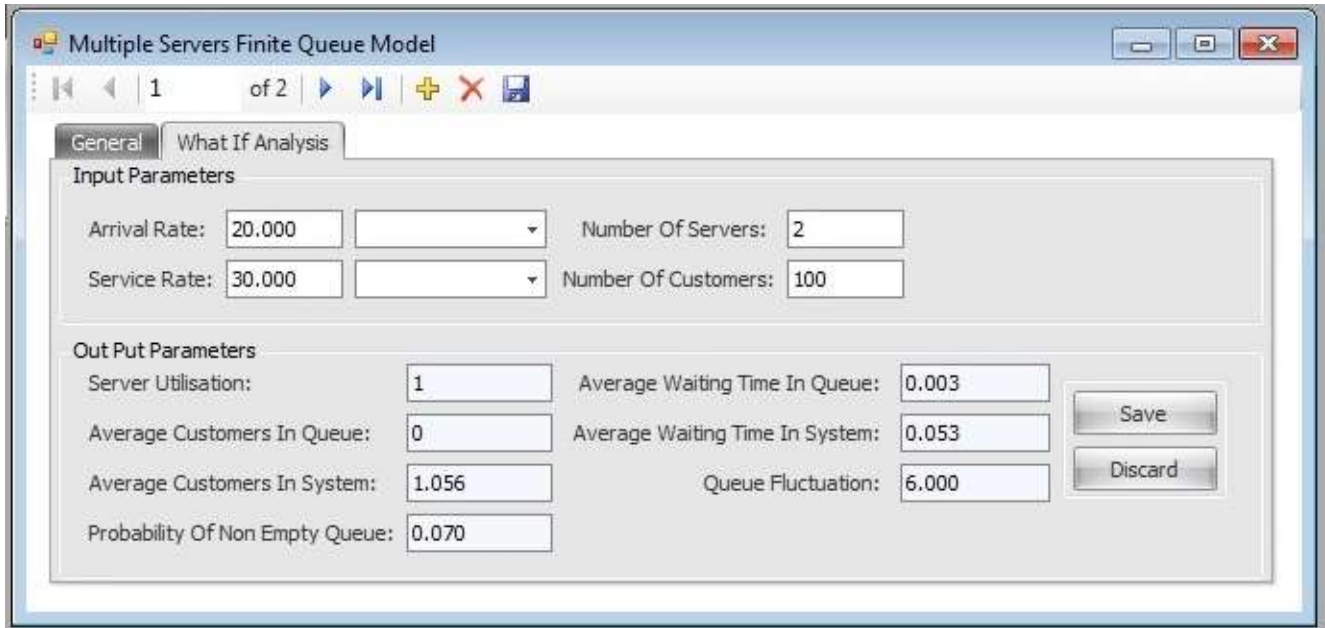 Multiple Servers Finite Queue Model
1 of 2
General What If Analysis
Input Parameters
Arrival Rate: 20.000 Number Of Servers: 2
Service Rate: 30.000 Number Of Customers: 100
Out Put Parameters
Server Utilisation: 1 Average Waiting Time In Queue: 0.003
Average Customers In Queue: 0 Average Waiting Time In System: 0.053
Average Customers In System: 1.056 Queue Fluctuation: 6.000
Probability Of Non Empty Queue: 0.070
Save
Discard